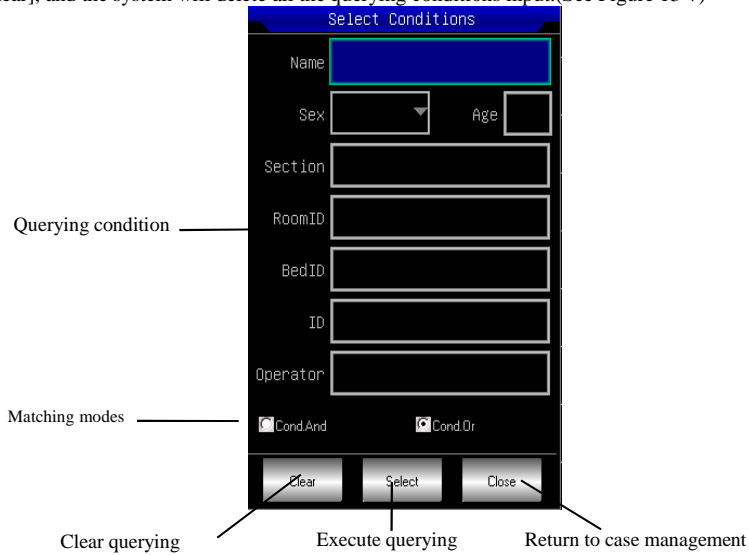 ear], and the system will delete all the querying conditions input.(See Figure 13-7)
Select Conditions
Name
Sex
Age
Section
Querying condition
RoomID
BedID
ID
Operator
Matching modes
Cond.And
Cond.Or
Clear
Select
Close
Clear querying
Execute querying
Return to case management